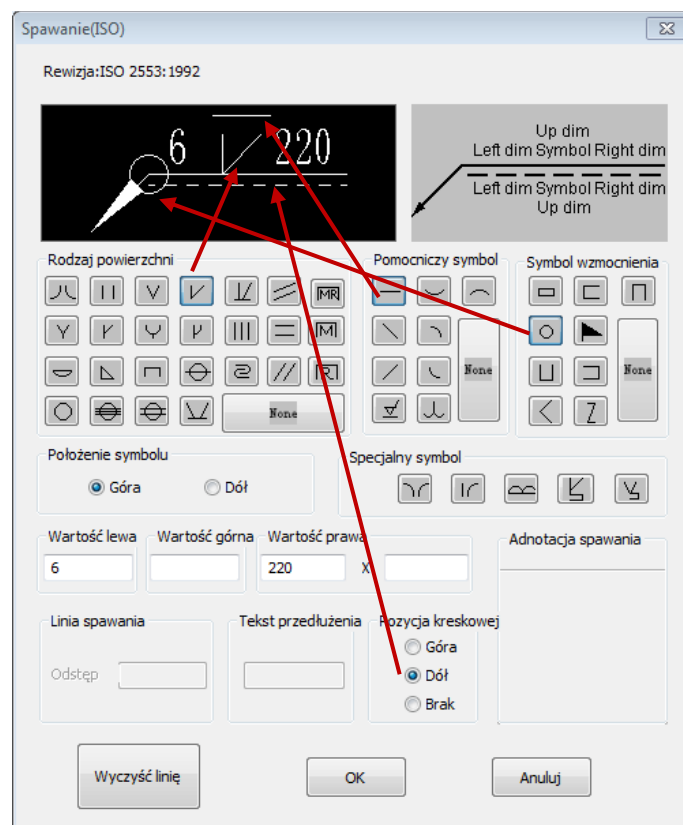 Spawanie(ISO)
Rewizja:ISO 2553:1992
6 220
Up dim
Left dim Symbol Right dim
Left dim Symbol Right dim
Up dim
Rodzaj powierzchni
Pomocniczy symbol
Symbol wzmocnienia
MR
M
R
None
None
None
Położenie symbolu
Góra
Dół
Specjalny symbol
Wartość lewa
Wartość górna
Wartość prawa
Adnotacja spawania
6
220
X
Linia spawania
Tekst przedłużenia
Pozycja kreskowej
Odstęp
Góra
Dół
Brak
Wyczyść linię
OK
Anuluj